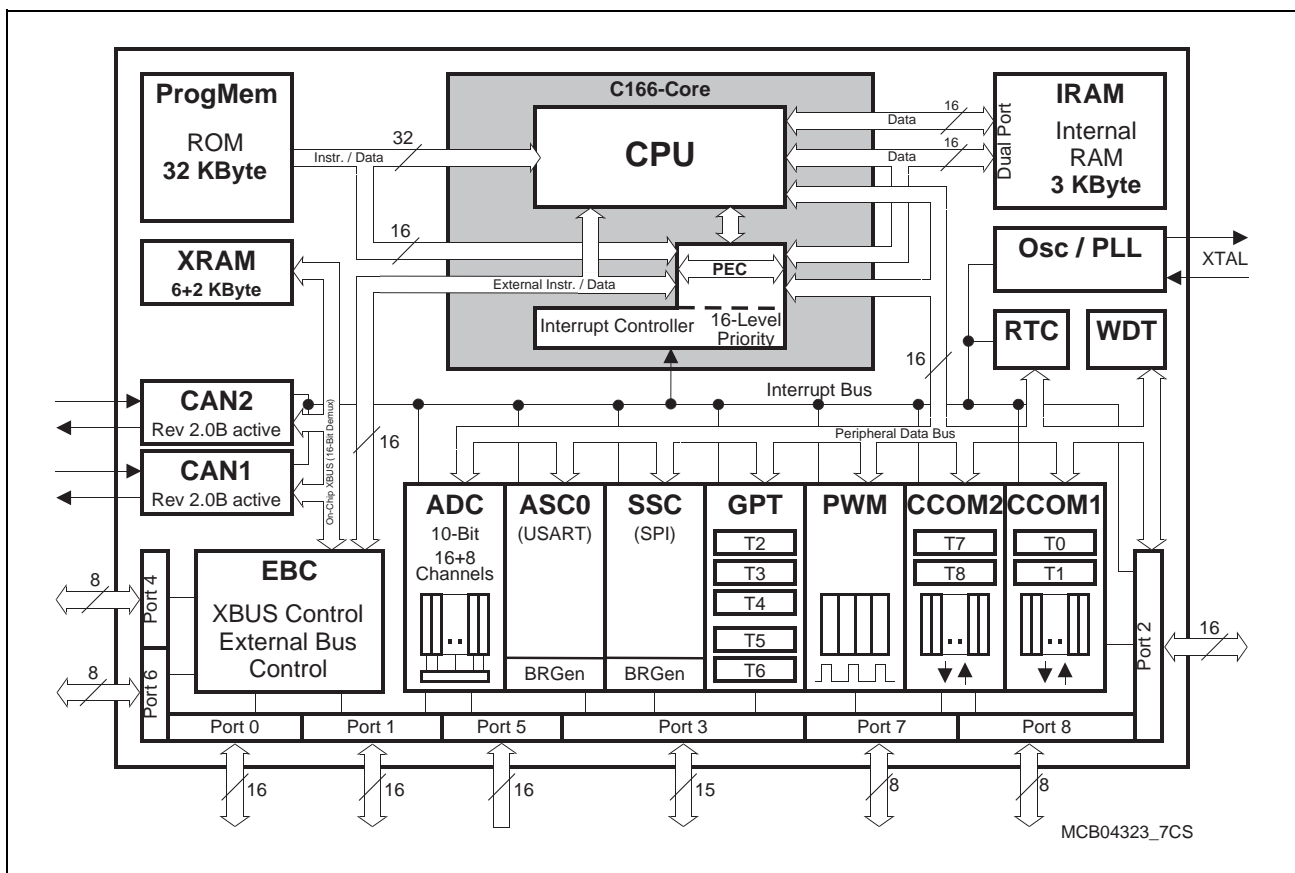 C166-Core
ProgMem
ROM
32 KByte
32
Instr. / Data
CPU
16
Data
16
Data
Dual Port
IRAM
Internal
RAM
3 KByte
XRAM
6+2 KByte
16
PEC
External Instr. / Data
Interrupt Controller
16-Level
Priority
Osc / PLL
XTAL
RTC
WDT
16
Interrupt Bus
Peripheral Data Bus
CAN2
Rev 2.0B active
CAN1
Rev 2.0B active
On-Chip XBUS (16-Bit Demux)
16
EBC
XBUS Control
External Bus
Control
ADC
10-Bit
16+8
Channels
ASC0
(USART)
BRGen
SSC
(SPI)
BRGen
GPT
T2
T3
T4
T5
T6
PWM
CCOM2
T7
T8
CCOM1
T0
T1
8
Port 4
8
Port 6
Port 2
16
Port 0
Port 1
Port 5
Port 3
Port 7
Port 8
16
16
16
15
8
8
MCB04323_7CS